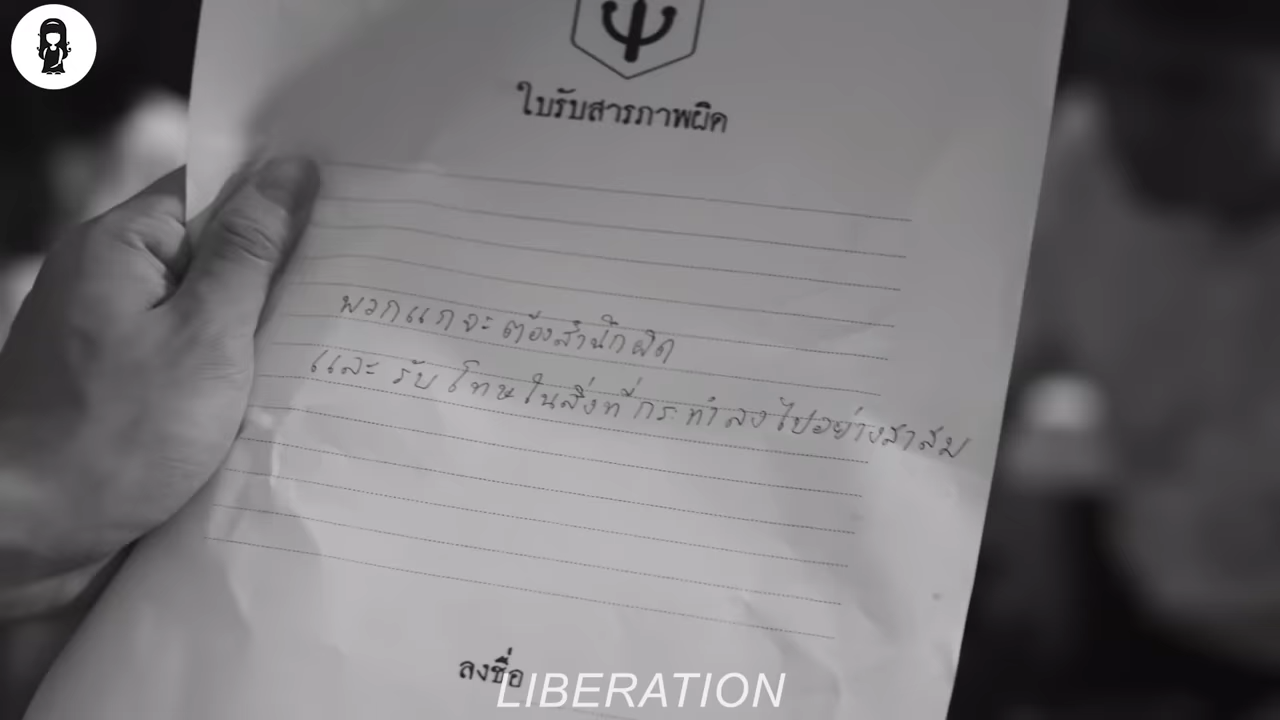 ใบรับสารภาพผิด
พวกแกจะต้องสำนึกผิด
และรับโทษในสิ่งที่กระทำลงไปอย่างสาสม
ลงชื่อ
LIBERATION